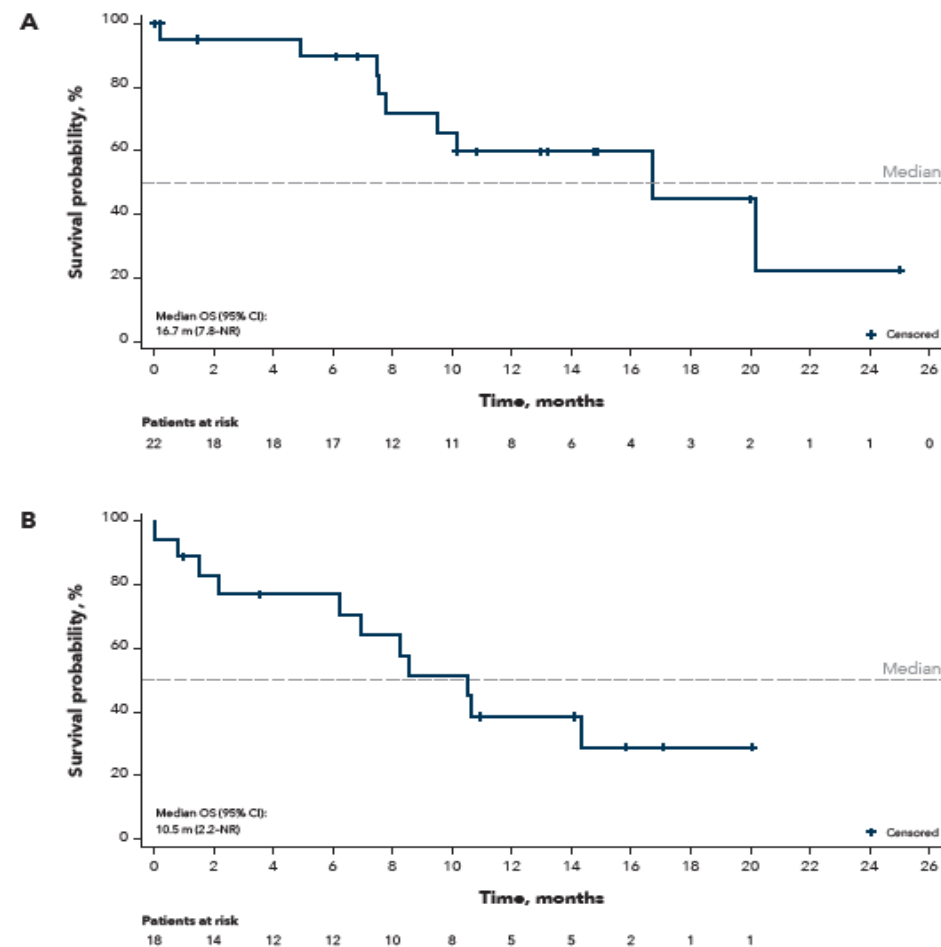 A
100
80
60
40
20
0
Survival probability, %
Median
Median OS (95% CI):
16.7 m (7.8–NR)
Censored
0 2 4 6 8 10 12 14 16 18 20 22 24 26
Time, months
Patients at risk
22 18 18 17 12 11 8 6 4 3 2 1 1 0
B
100
80
60
40
20
0
Survival probability, %
Median
Median OS (95% CI):
10.5 m (2.2–NR)
Censored
0 2 4 6 8 10 12 14 16 18 20 22 24 26
Time, months
Patients at risk
18 14 12 12 10 8 5 5 2 1 1